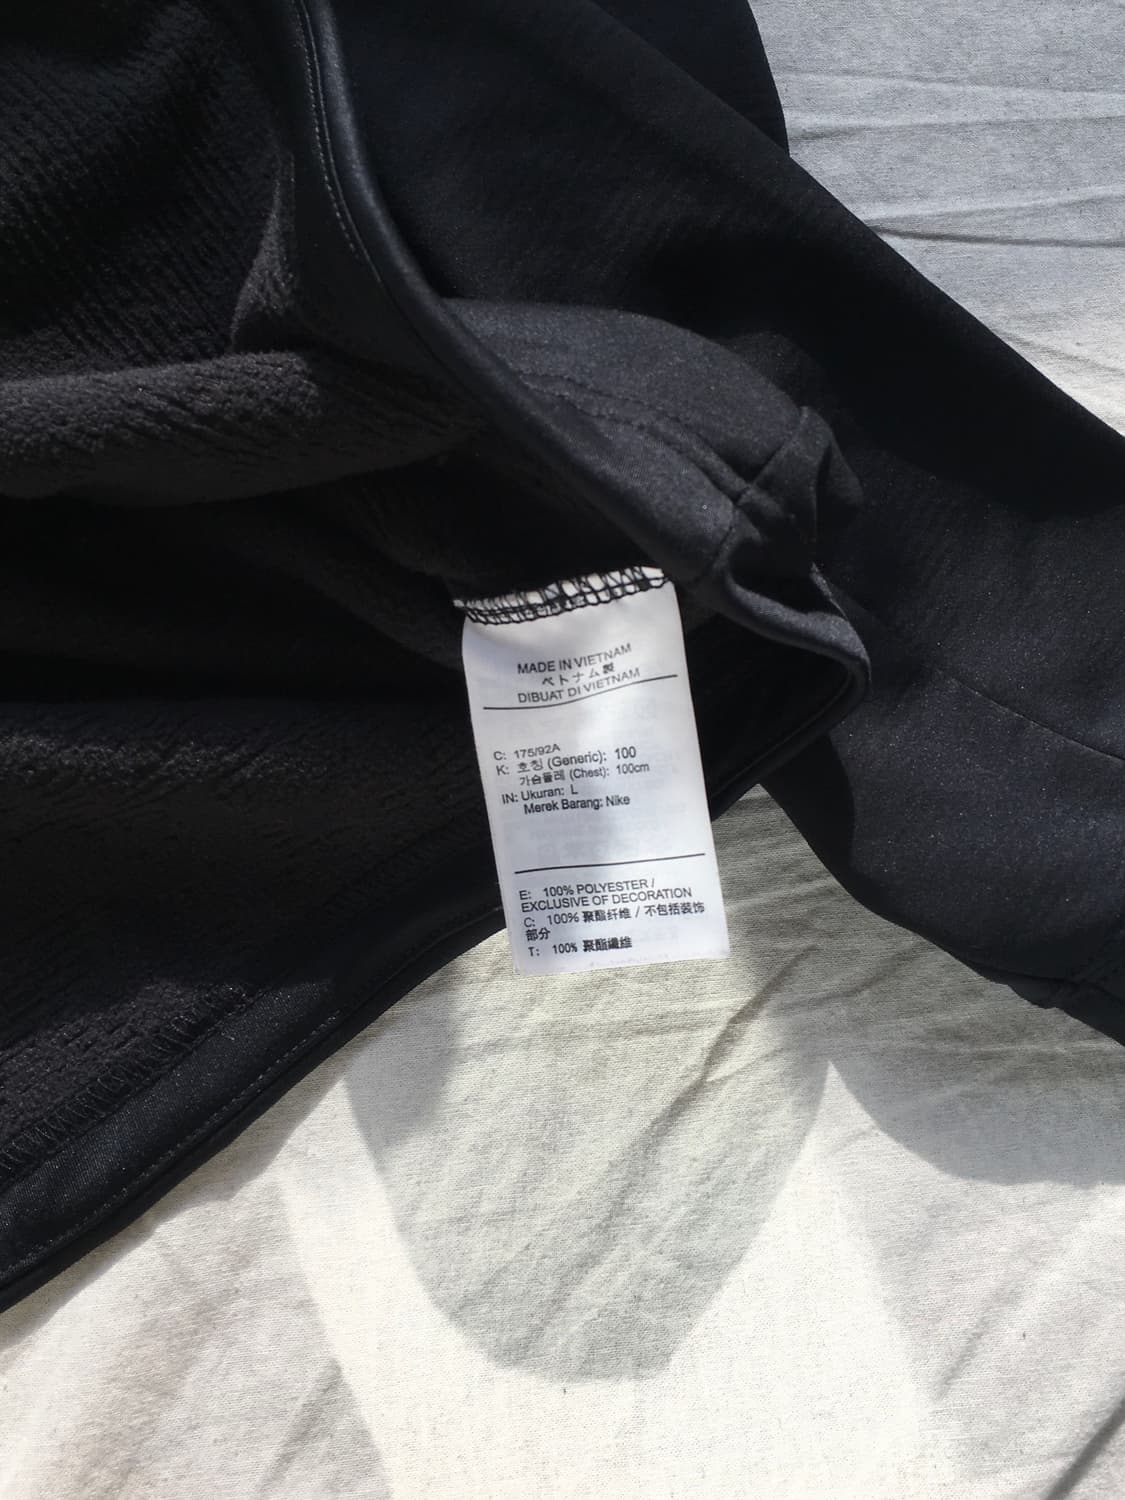 MADE IN VIETNAM
ベトナム製
DIBUAT DI VIETNAM
C: 175/92A
K: 호칭 (Generic): 100
가슴둘레 (Chest): 100cm
IN: Ukuran: L
Merek Barang: Nike
E: 100% POLYESTER /
EXCLUSIVE OF DECORATION
C: 100% 聚酯纤维 / 不包括装饰
部分
T: 100% 聚酯纖維